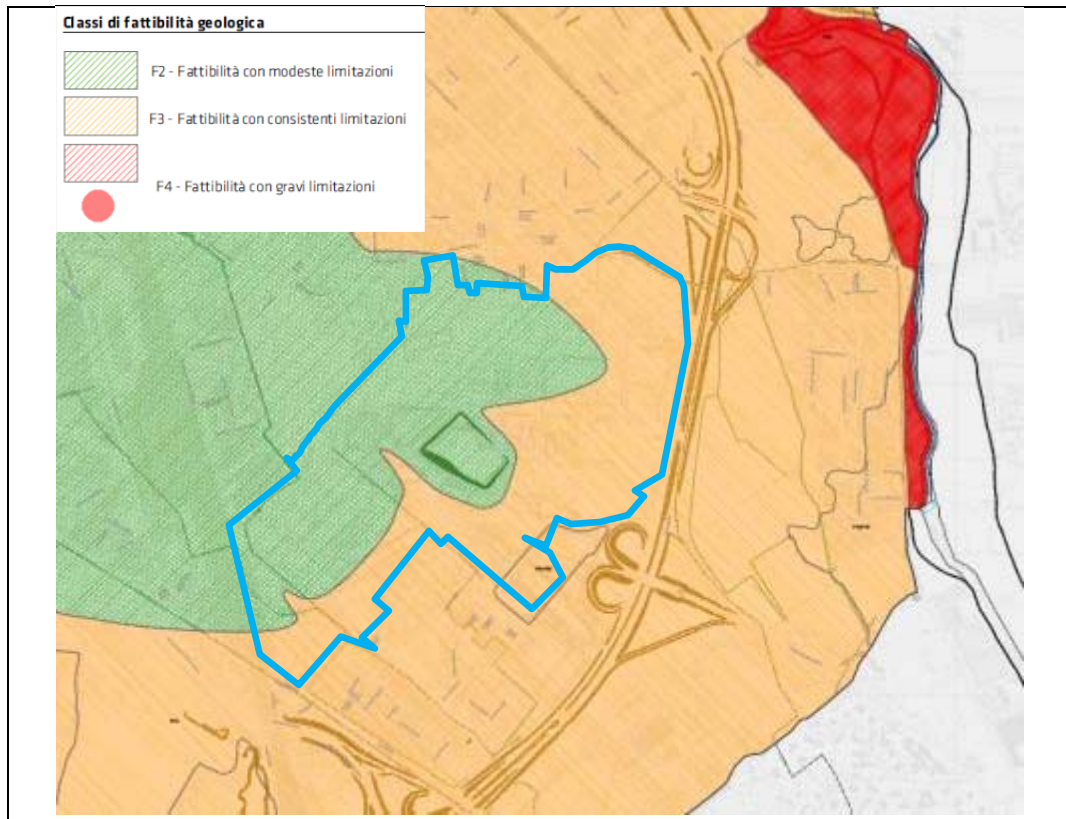 Classi di fattibilità geologica
F2 - Fattibilità con modeste limitazioni
F3 - Fattibilità con consistenti limitazioni
F4 - Fattibilità con gravi limitazioni